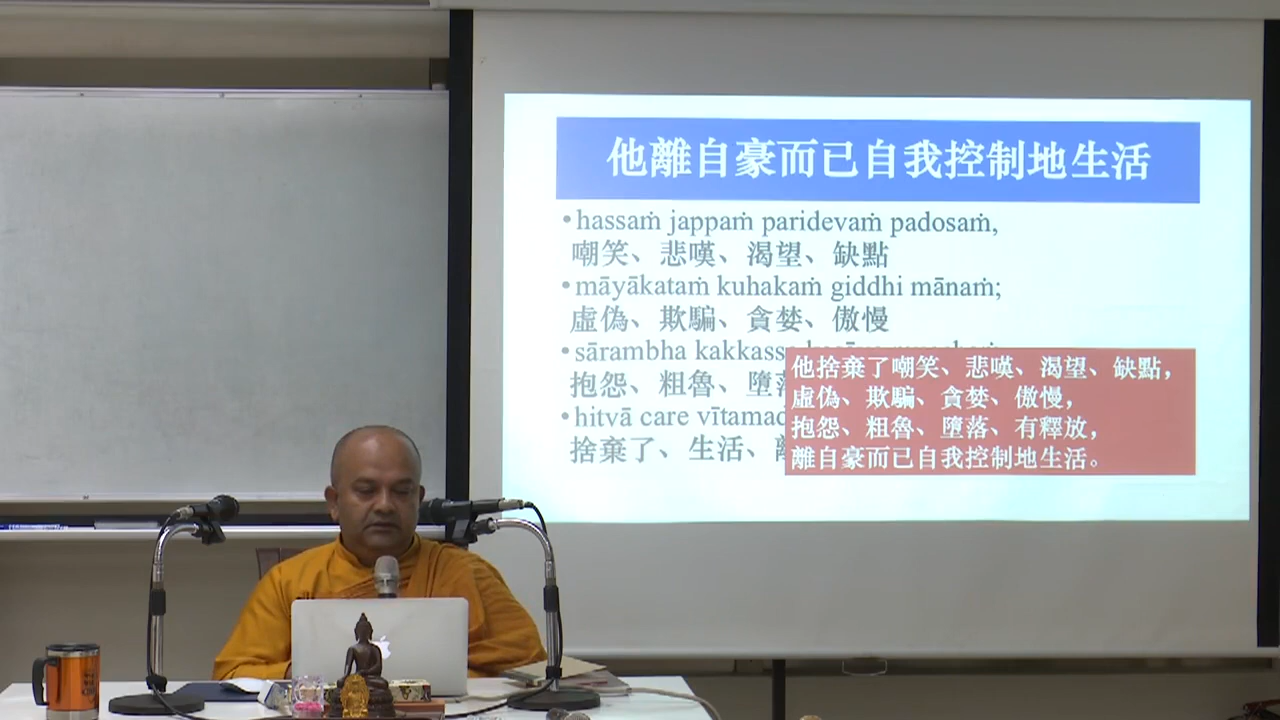 他離自豪而已自我控制地生活
•hassaṁ jappaṁ paridevaṁ padosaṁ,
嘲笑、悲嘆、渴望、缺點
•māyākataṁ kuhakaṁ giddhi mānaṁ;
虛偽、欺騙、貪婪、傲慢
•sārambha kakkassa
抱怨、粗魯、墮
•hitvā care vītamad
捨棄了、生活、
他捨棄了嘲笑、悲嘆、渴望、缺點,
虛偽、欺騙、貪婪、傲慢,
抱怨、粗魯、墮落、有釋放,
離自豪而已自我控制地生活。